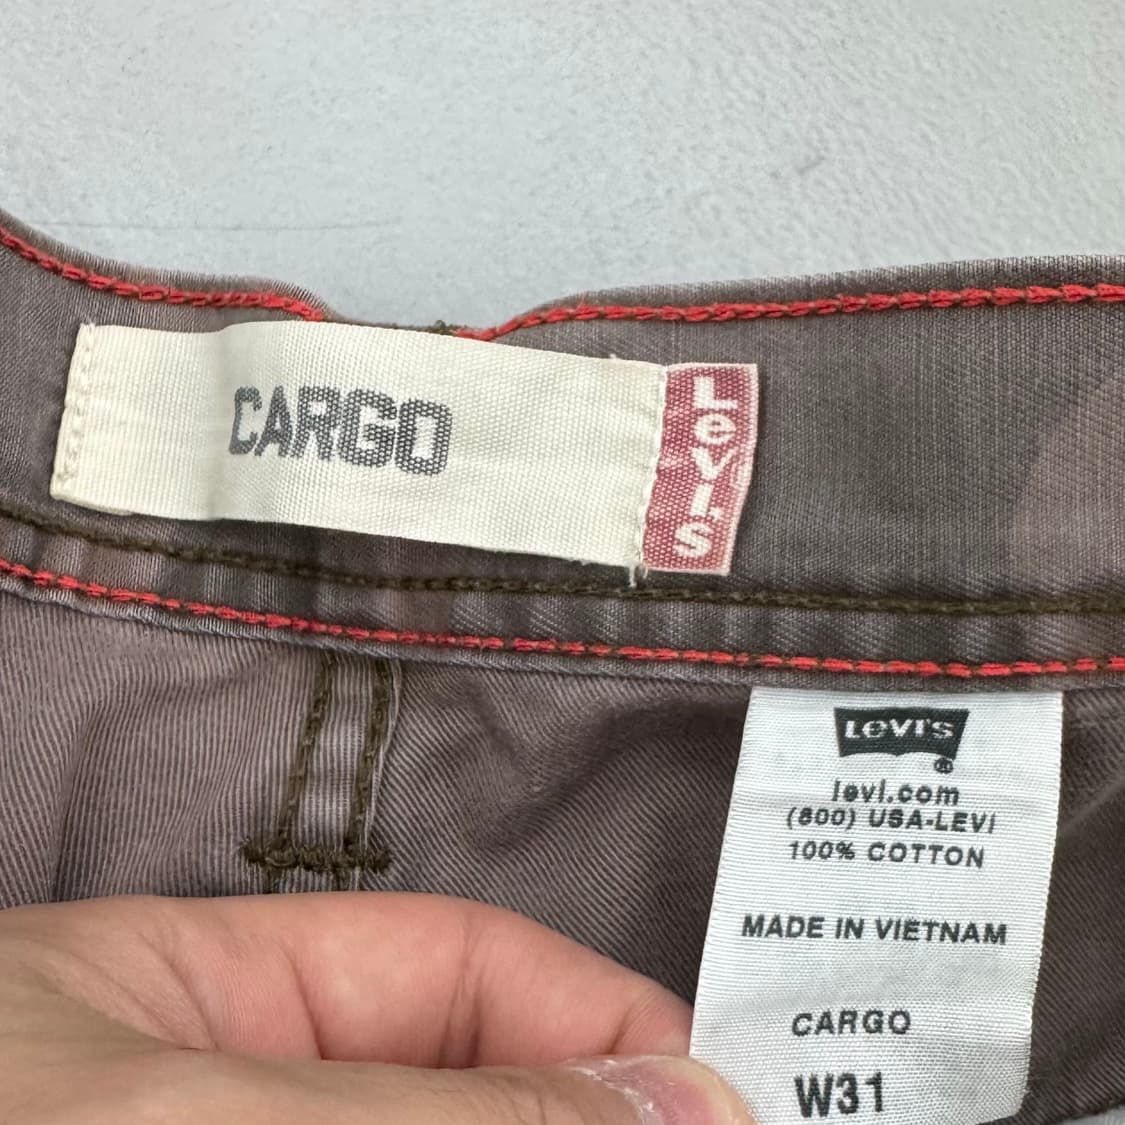 CARGO
Levi's
LEVI'S
levi.com
(800) USA-LEVI
100% COTTON
MADE IN VIETNAM
CARGO
W31